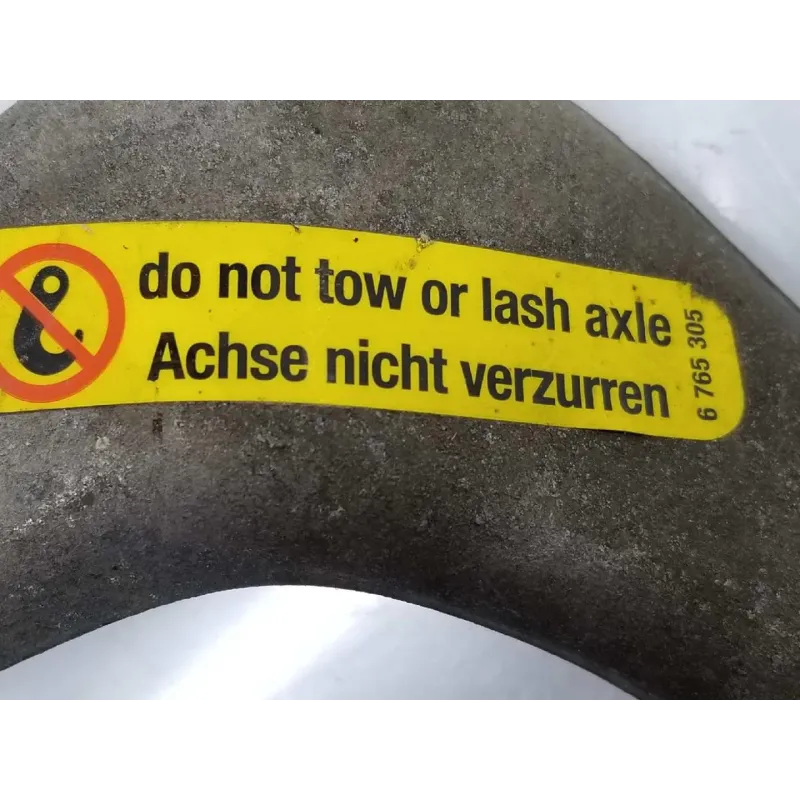 do not tow or lash axle
Achse nicht verzurren
6 765 305